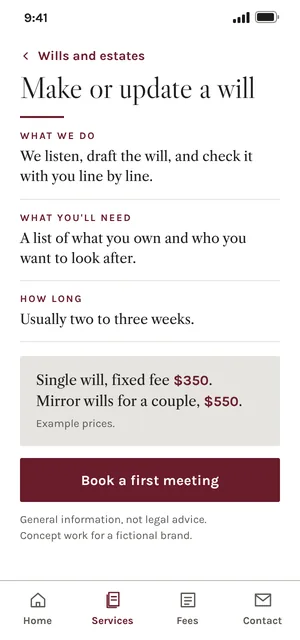 9:41
Wills and estates
Make or update a will
WHAT WE DO
We listen, draft the will, and check it
with you line by line.
WHAT YOU'LL NEED
A list of what you own and who you
want to look after.
HOW LONG
Usually two to three weeks.
Single will, fixed fee $350.
Mirror wills for a couple, $550.
Example prices.
Book a first meeting
General information, not legal advice.
Concept work for a fictional brand.
Home Services Fees Contact